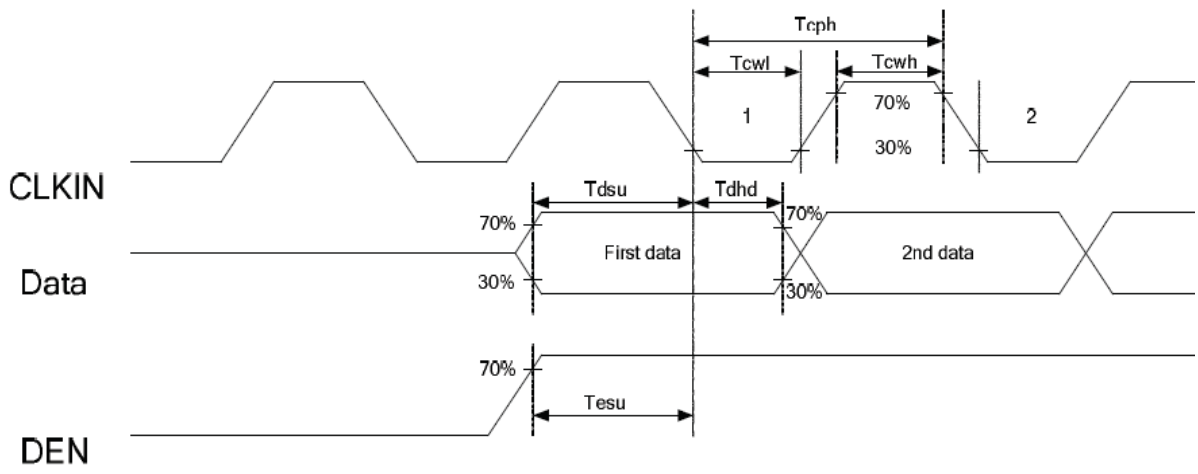 Tcph
Tcwl
Tcwh
1
70%
2
30%
CLKIN
Tdsu
Tdhd
70%
70%
First data
2nd data
Data
30%
30%
70%
Tesu
DEN